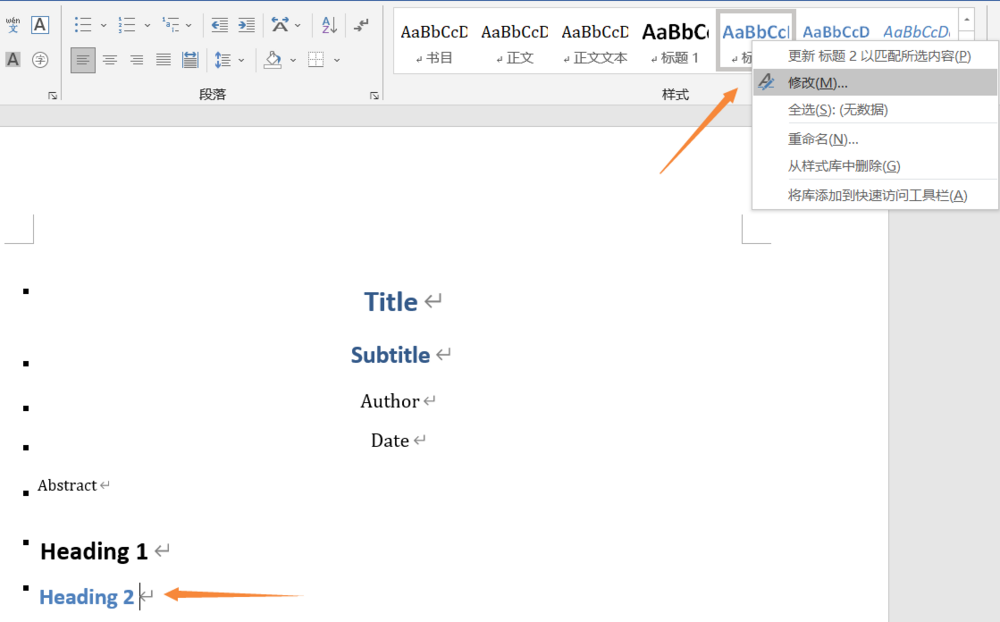 wén
文 A
A 字
A
Z
段落
AaBbCcD AaBbCcD AaBbCcD AaBbC AaBbCcI AaBbCcD AaBbCcD
书目 正文 正文文本 标题 1 标
样式
更新 标题 2 以匹配所选内容(P)
修改(M)...
全选(S): (无数据)
重命名(N)...
从样式库中删除(G)
将库添加到快速访问工具栏(A)
Title
Subtitle
Author
Date
Abstract
Heading 1
Heading 2